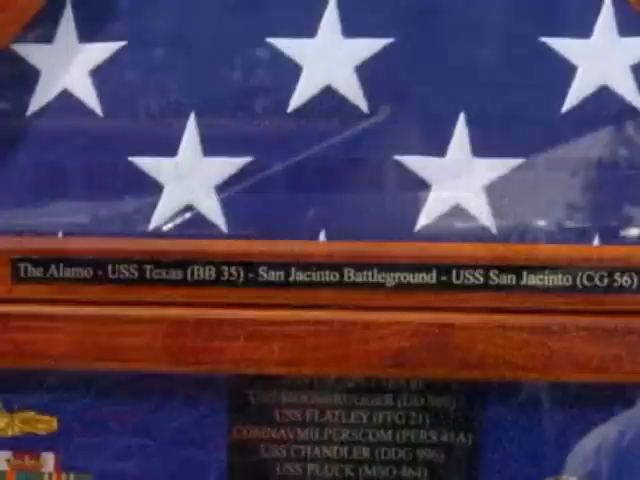 The Alamo - USS Texas (BB 35) - San Jacinto Battleground - USS San Jacinto (CG 56)
USS FLATLEY (FFG 21)
COMNAVMILPERSCOM (PERS 41A)
USS CHANDLER (DDG 996)
USS PLUCK (MSO 464)